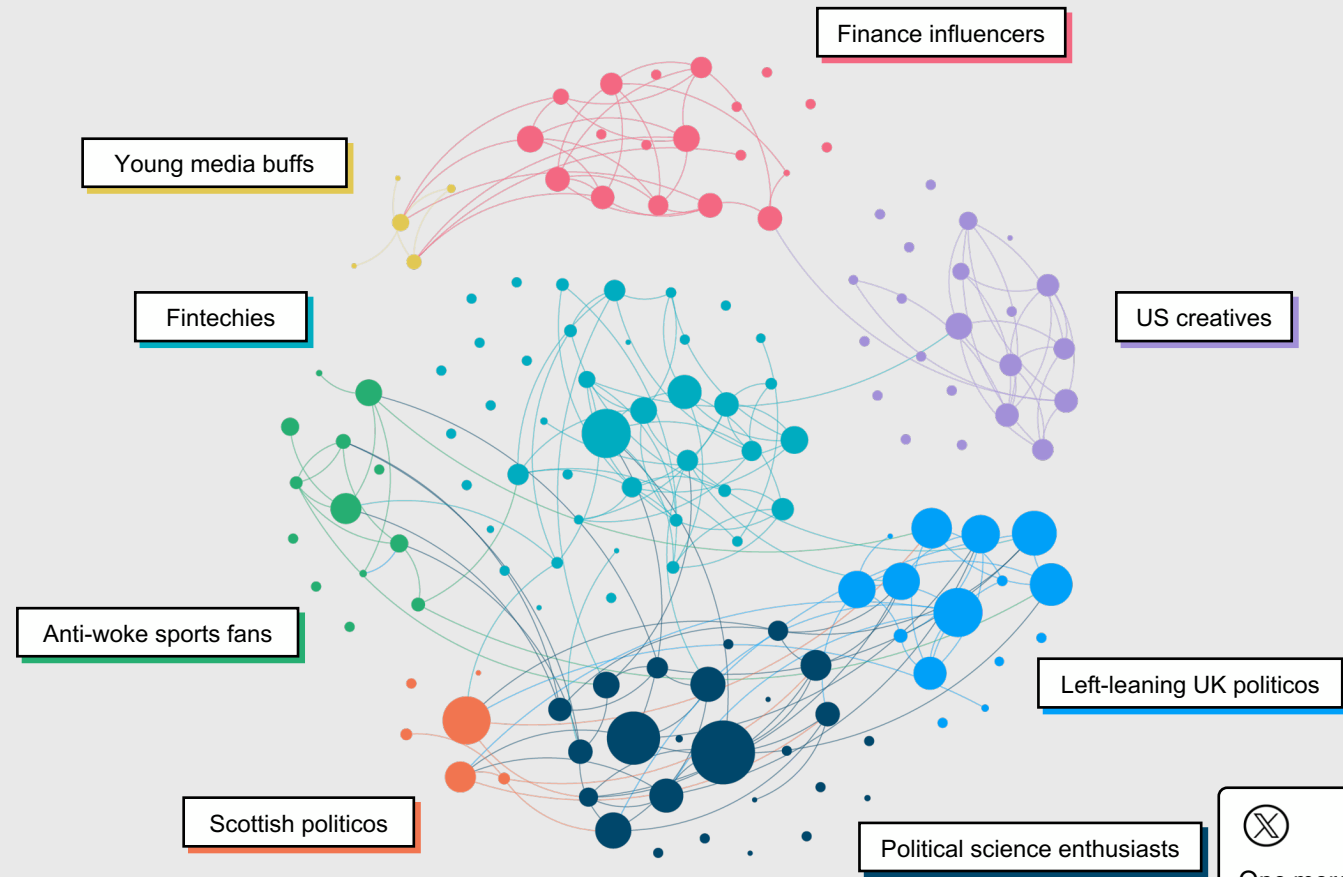 Finance influencers
Young media buffs
Fintechies
US creatives
Anti-woke sports fans
Left-leaning UK politicos
Scottish politicos
Political science enthusiasts